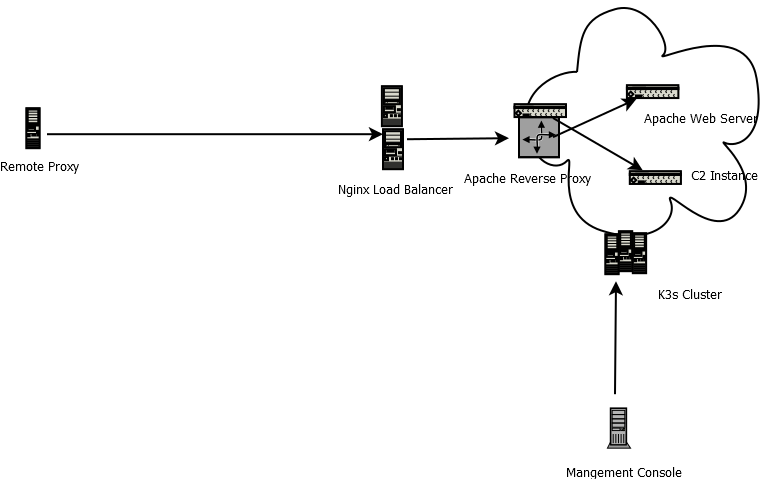 Apache Web Server
Remote Proxy
C2 Instance
Apache Reverse Proxy
Nginx Load Balancer
K3s Cluster
Mangement Console